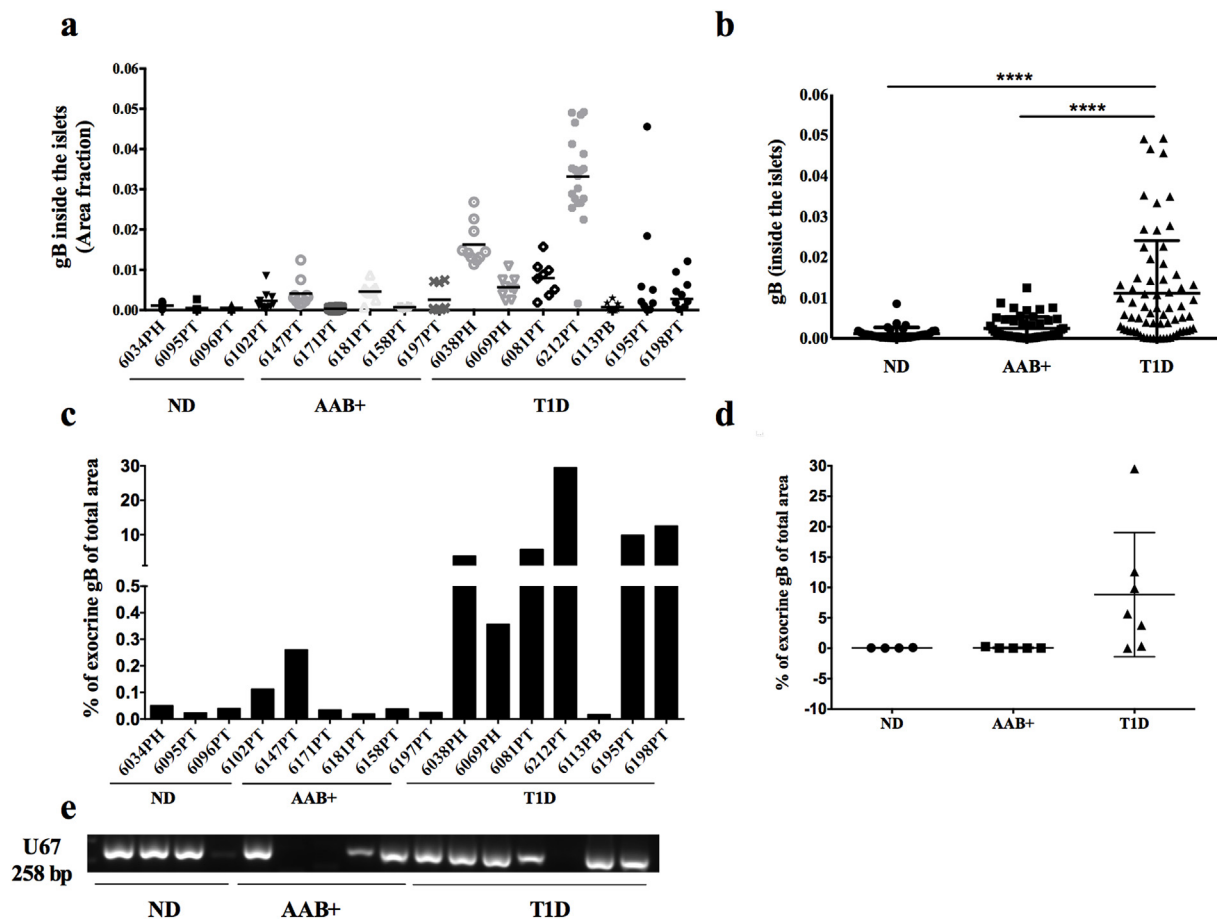 a
gB inside the islets
(Area fraction)
0.06
0.05
0.04
0.03
0.02
0.01
0.00
6034PH
6095PT
6096PT
6102PT
6147PT
6171PT
6181PT
6158PT
6197PT
6038PH
6069PH
6081PT
6212PT
6113PB
6195PT
6198PT
ND
AAB+
T1D
b
gB (inside the islets)
0.06
0.05
0.04
0.03
0.02
0.01
0.00
****
****
ND
AAB+
T1D
c
% of exocrine gB of total area
30
20
10
0.5
0.4
0.3
0.2
0.1
0.0
6034PH
6095PT
6096PT
6102PT
6147PT
6171PT
6181PT
6158PT
6197PT
6038PH
6069PH
6081PT
6212PT
6113PB
6195PT
6198PT
ND
AAB+
T1D
d
% of exocrine gB of total area
30
25
20
15
10
5
0
-5
-10
ND
AAB+
T1D
e
U67
258 bp
ND
AAB+
T1D